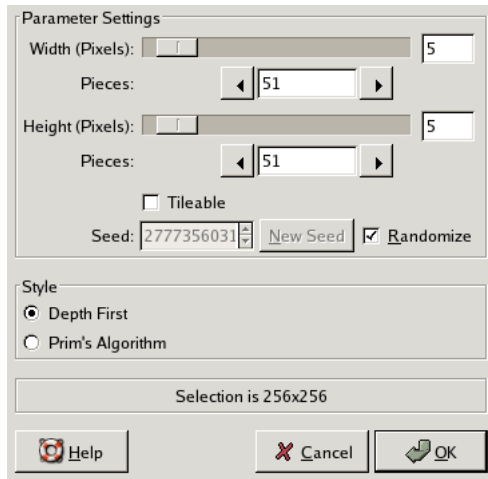 Parameter Settings
Width (Pixels): 5
Pieces: 51
Height (Pixels): 5
Pieces: 51
Tileable
Seed: 2777356031 New Seed Randomize
Style
Depth First
Prim's Algorithm
Selection is 256x256
Help Cancel OK